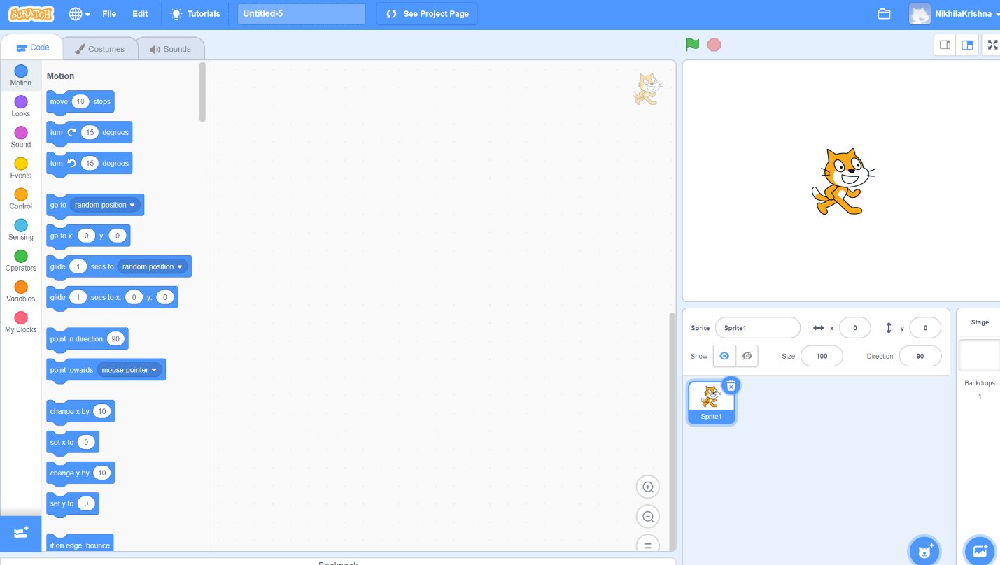 SCRATCH File Edit Tutorials Untitled-5 See Project Page NikhilaKrishna
Code Costumes Sounds
Motion
Looks
Sound
Events
Control
Sensing
Operators
Variables
My Blocks
Motion
move 10 steps
turn 15 degrees
turn 15 degrees
go to random position
go to x: 0 y: 0
glide 1 secs to random position
glide 1 secs to x: 0 y: 0
point in direction 90
point towards mouse-pointer
change x by 10
set x to 0
change y by 10
set y to 0
if on edge, bounce
Backpack
Sprite Sprite1 x 0 y 0
Show Size 100 Direction 90
Sprite1
Stage
Backdrops
1